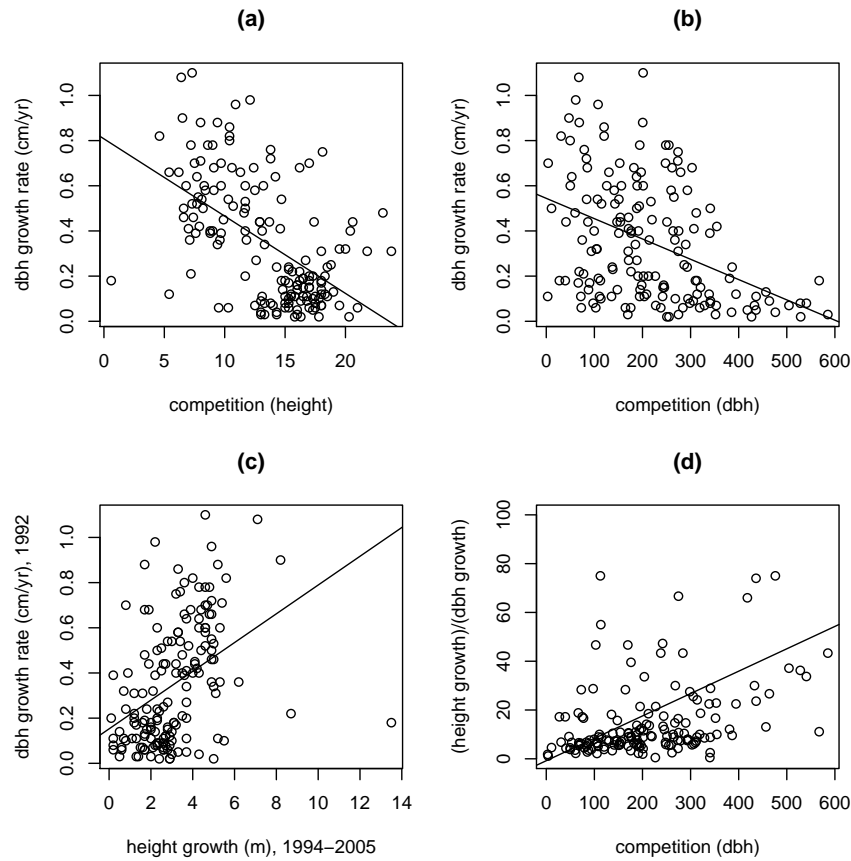 (a)
dbh growth rate (cm/yr)
0.0 0.2 0.4 0.6 0.8 1.0
0 5 10 15 20
competition (height)
(b)
dbh growth rate (cm/yr)
0.0 0.2 0.4 0.6 0.8 1.0
0 100 200 300 400 500 600
competition (dbh)
(c)
dbh growth rate (cm/yr), 1992
0.0 0.2 0.4 0.6 0.8 1.0
0 2 4 6 8 10 12 14
height growth (m), 1994−2005
(d)
(height growth)/(dbh growth)
0 20 40 60 80 100
0 100 200 300 400 500 600
competition (dbh)